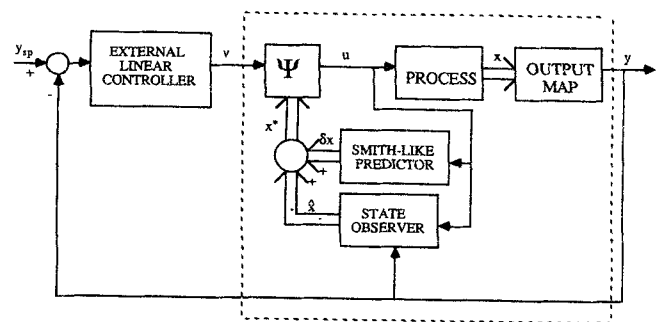 y_sp
+
-
EXTERNAL
LINEAR
CONTROLLER
v
Ψ
u
PROCESS
x
OUTPUT
MAP
y
x*
δx
+
+
SMITH-LIKE
PREDICTOR
x̂
STATE
OBSERVER